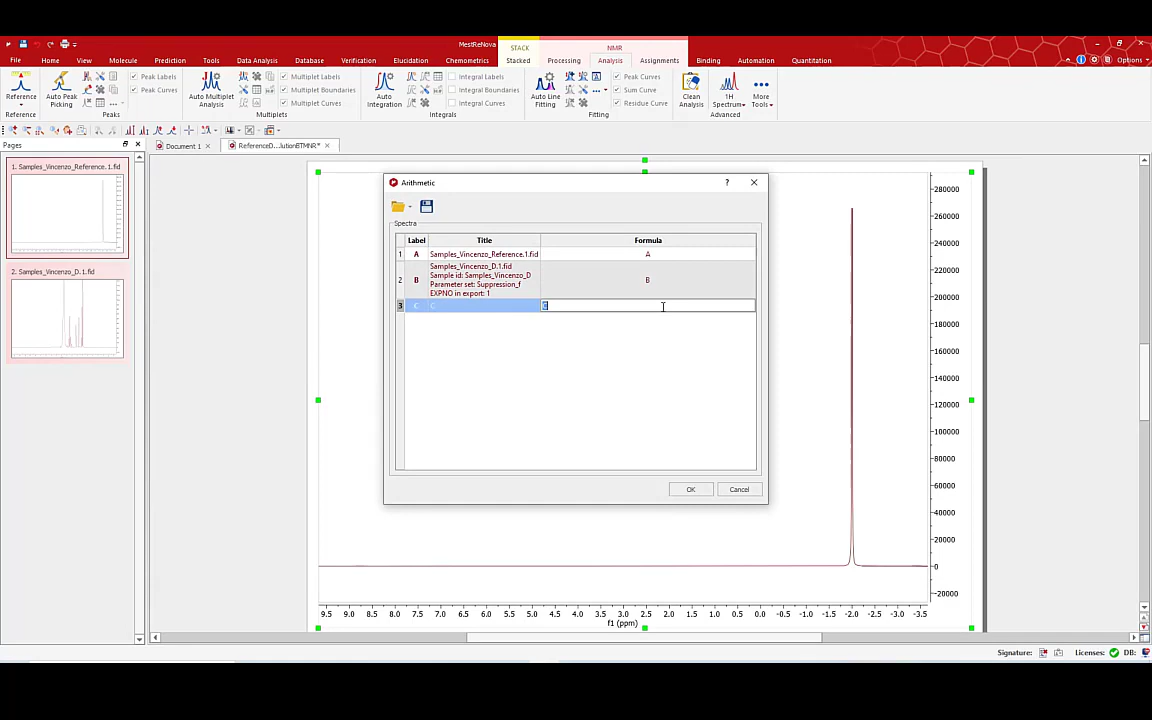 MestReNova
STACK
NMR
File Home View Molecule Prediction Tools Data Analysis Database Verification Elucidation Chemometrics Stacked Processing Analysis Assignments Binding Automation Quantitation Options
Reference
Auto Peak
Picking
Peak Labels
Peak Curves
Auto Multiplet
Analysis
Multiplet Labels
Multiplet Boundaries
Multiplet Curves
Auto
Integration
Integral Labels
Integral Boundaries
Integral Curves
Auto Line
Fitting
Peak Curves
Sum Curve
Residue Curve
Clean
Analysis
1H
Spectrum
More
Tools
Reference Peaks Multiplets Integrals Fitting Advanced
Pages
Document 1
ReferenceD...lutionBTMNR*
1. Samples_Vincenzo_Reference.1.fid
2. Samples_Vincenzo_D.1.fid
Arithmetic
?
Spectra
Label Title Formula
1 A Samples_Vincenzo_Reference.1.fid A
2 B Samples_Vincenzo_D.1.fid B
Sample id: Samples_Vincenzo_D
Parameter set: Suppression_f
EXPNO in export: 1
3 C C C
OK Cancel
280000
260000
240000
220000
200000
180000
160000
140000
120000
100000
80000
60000
40000
20000
0
-20000
9.5 9.0 8.5 8.0 7.5 7.0 6.5 6.0 5.5 5.0 4.5 4.0 3.5 3.0 2.5 2.0 1.5 1.0 0.5 0.0 -0.5 -1.0 -1.5 -2.0 -2.5 -3.0 -3.5
f1 (ppm)
Signature: Licenses: DB: